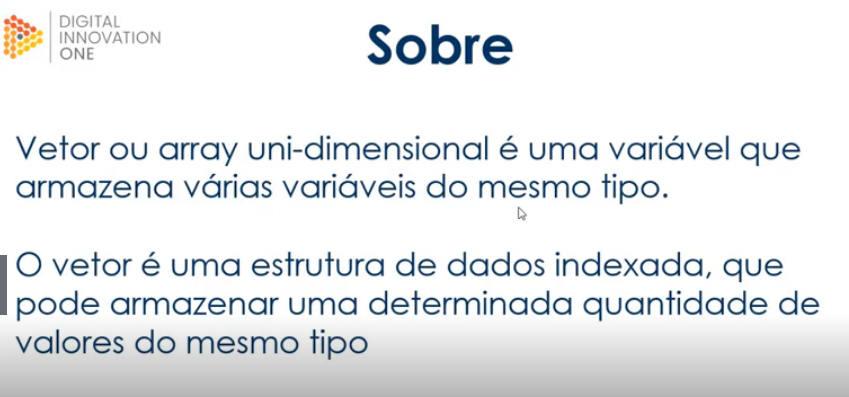 DIGITAL
INNOVATION
ONE
Sobre
Vetor ou array uni-dimensional é uma variável que
armazena várias variáveis do mesmo tipo.
O vetor é uma estrutura de dados indexada, que
pode armazenar uma determinada quantidade de
valores do mesmo tipo